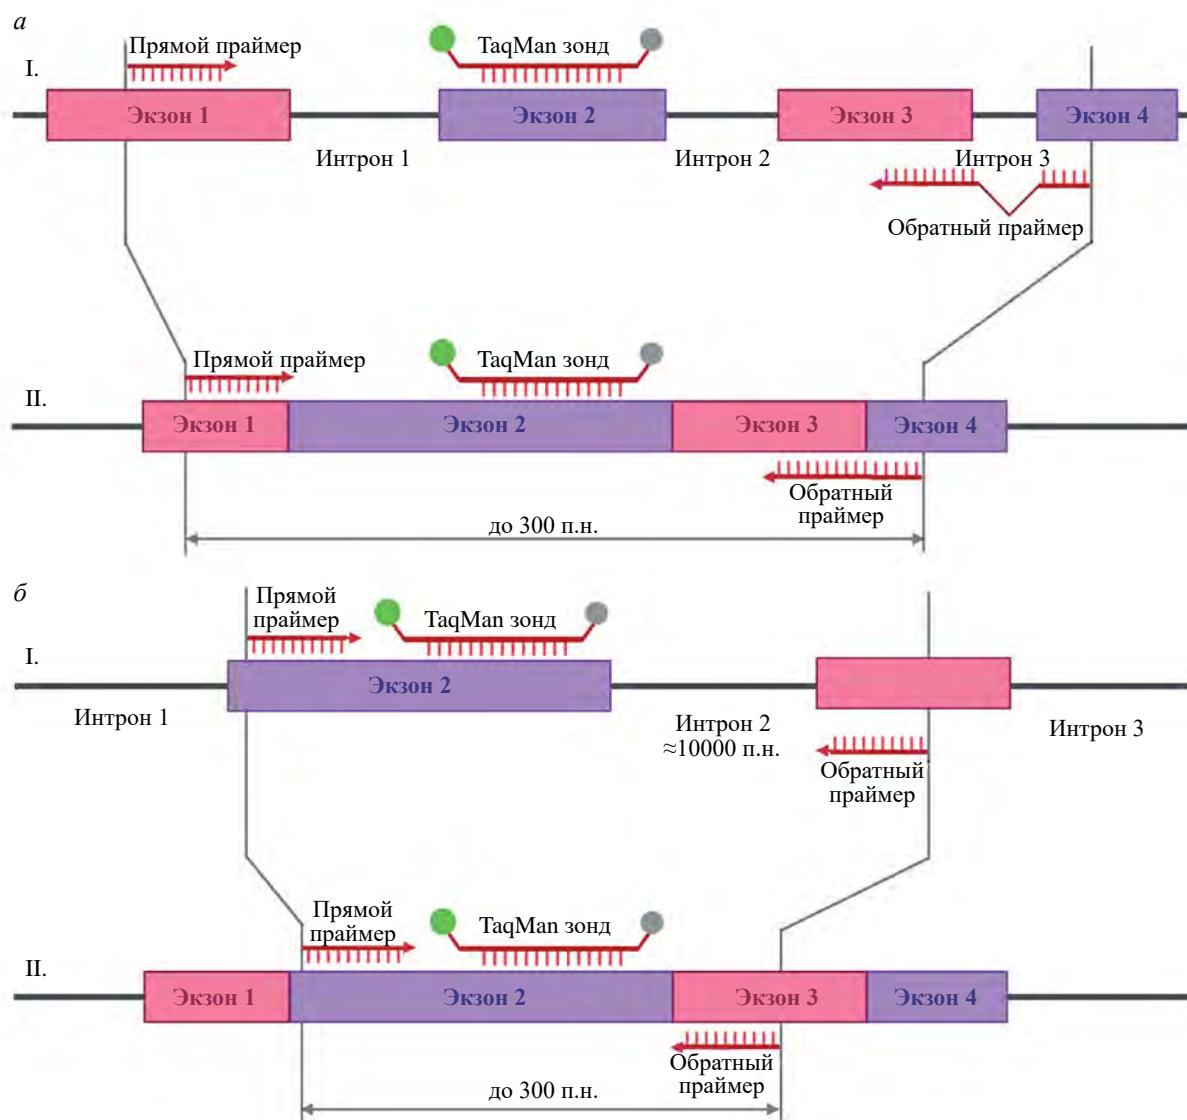 а
Прямой праймер
TaqMan зонд
I.
Экзон 1
Экзон 2
Экзон 3
Экзон 4
Интрон 1
Интрон 2
Интрон 3
Обратный праймер
Прямой праймер
TaqMan зонд
II.
Экзон 1
Экзон 2
Экзон 3
Экзон 4
Обратный
праймер
до 300 п.н.
б
Прямой
праймер
TaqMan зонд
I.
Экзон 2
Интрон 1
Интрон 2
≈10000 п.н.
Интрон 3
Обратный
праймер
Прямой
праймер
TaqMan зонд
II.
Экзон 1
Экзон 2
Экзон 3
Экзон 4
Обратный
праймер
до 300 п.н.